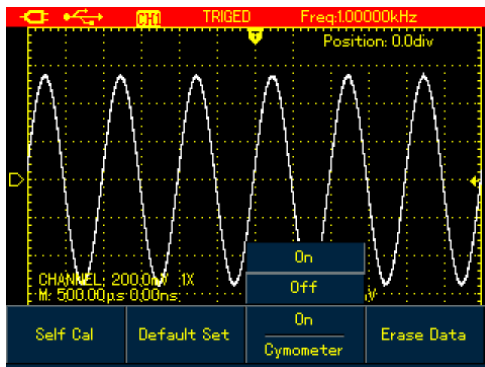 CH1 TRIGED Freq:1.00000kHz
T
Position: 0.0div
On
CHANNEL 200.0mV 1X
Off
M: 500.00µs 0.00ns
Self Cal Default Set On Erase Data
Cymometer